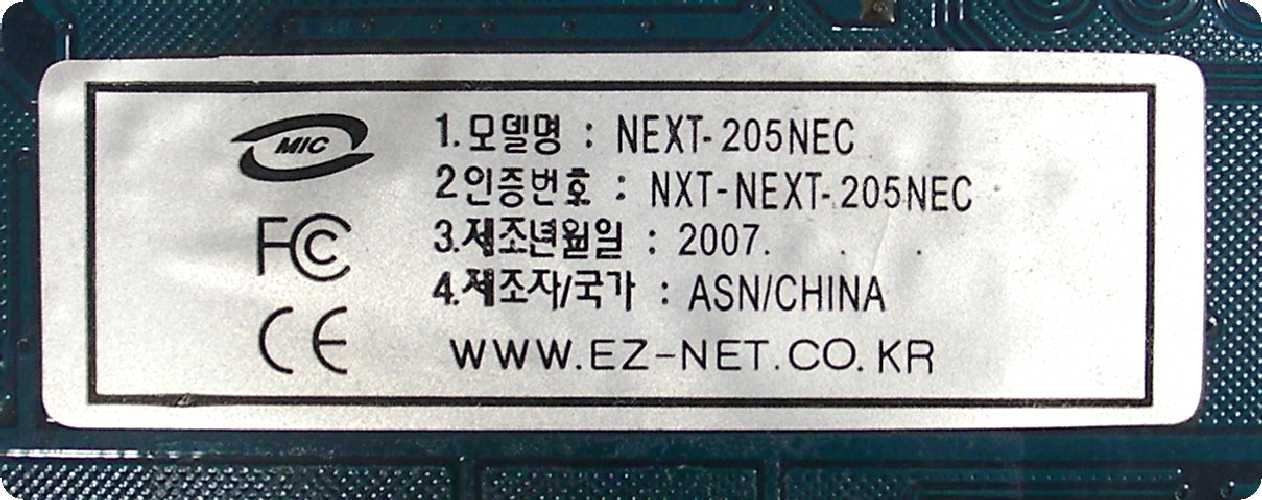 MIC
FC
CE
1.모델명 : NEXT-205NEC
2인증번호 : NXT-NEXT-205NEC
3.제조년월일 : 2007. . . .
4.제조자/국가 : ASN/CHINA
WWW.EZ-NET.CO.KR